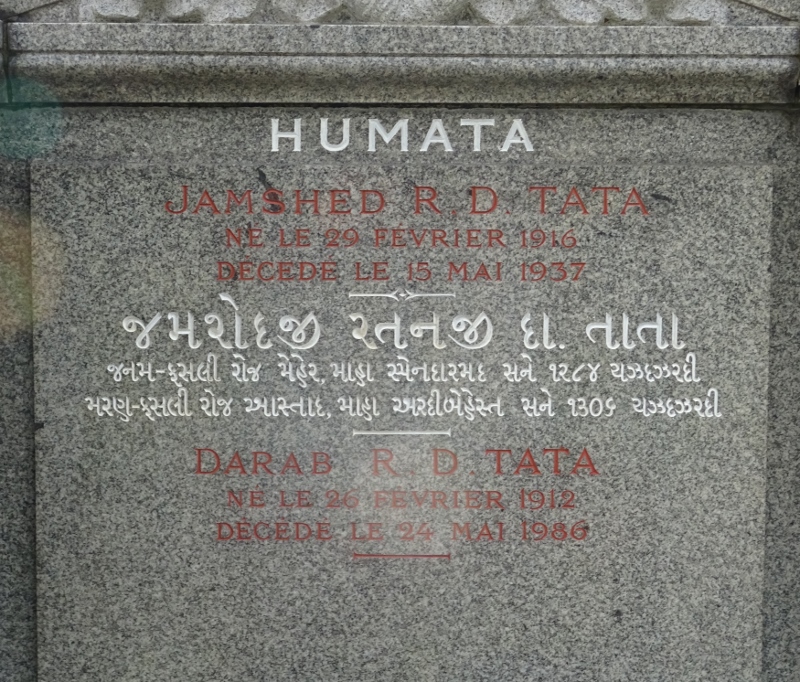 HUMATA
JAMSHED R. D. TATA
NÉ LE 29 FÉVRIER 1916
DÉCÉDÉ LE 15 MAI 1937
જમશેદજી રતનજી દા. તાતા
જનમ-ફસલી રોજ મેહેર, માહા સ્પેનદારમદ સને ૧૨૮૪ યઝદઝરદી
મરણ-ફસલી રોજ આસ્તાદ, માહા અરદીબેહેસ્ત સને ૧૩૦૬ યઝદઝરદી
DARAB R. D. TATA
NÉ LE 26 FÉVRIER 1912
DÉCÉDÉ LE 24 MAI 1986